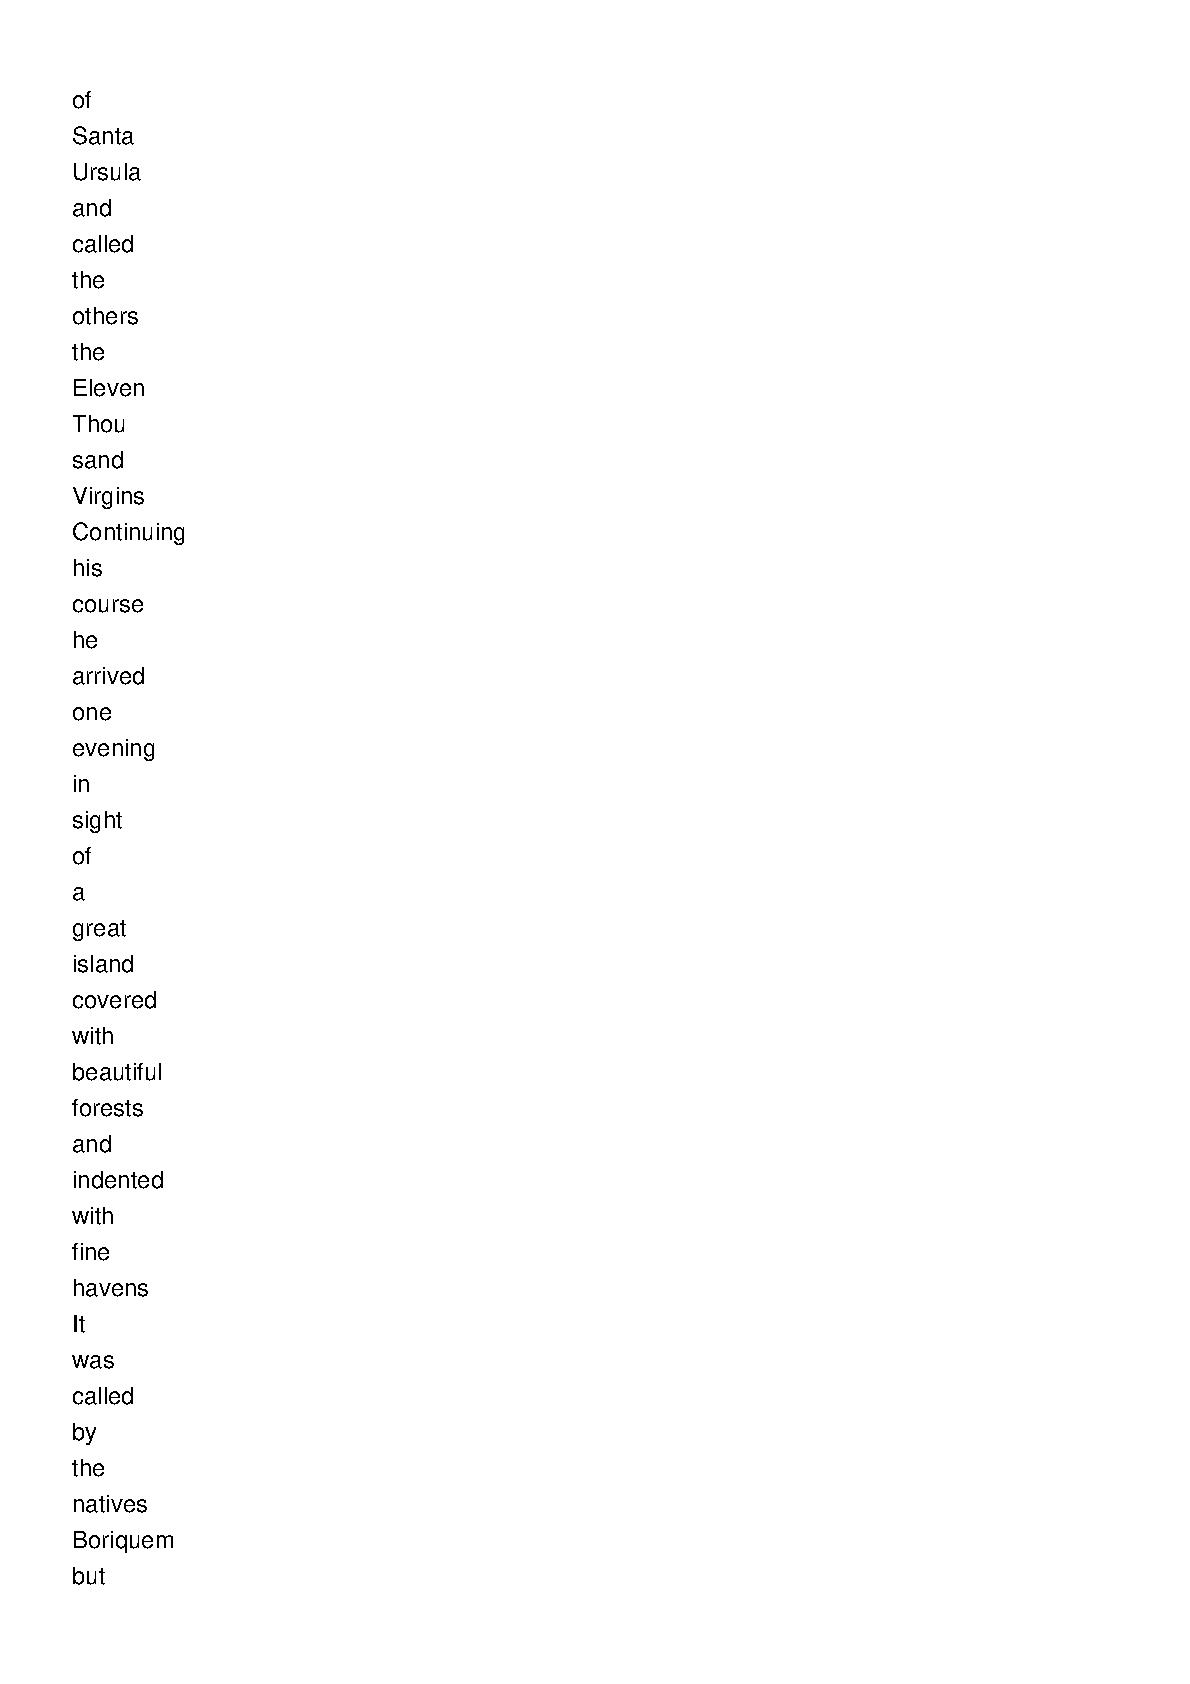 of
Santa
Ursula
and
called
the
others
the
Eleven
Thou
sand
Virgins
Continuing
his
course
he
arrived
one
evening
in
sight
of
a
great
island
covered
with
beautiful
forests
and
indented
with
fine
havens
It
was
called
by
the
natives
Boriquem
but